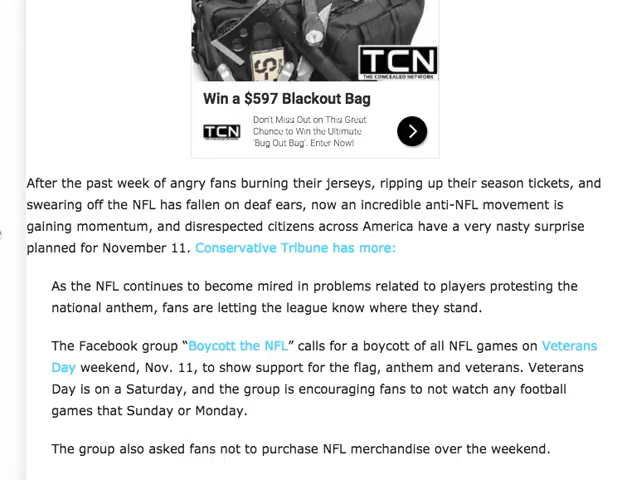 TCN
THE CONCEALED NETWORK
Win a $597 Blackout Bag
TCN
Don't Miss Out on This Great
Chance to Win the Ultimate
'Bug Out Bag'. Enter Now!
After the past week of angry fans burning their jerseys, ripping up their season tickets, and
swearing off the NFL has fallen on deaf ears, now an incredible anti-NFL movement is
gaining momentum, and disrespected citizens across America have a very nasty surprise
planned for November 11. Conservative Tribune has more:
As the NFL continues to become mired in problems related to players protesting the
national anthem, fans are letting the league know where they stand.
The Facebook group “Boycott the NFL” calls for a boycott of all NFL games on Veterans
Day weekend, Nov. 11, to show support for the flag, anthem and veterans. Veterans
Day is on a Saturday, and the group is encouraging fans to not watch any football
games that Sunday or Monday.
The group also asked fans not to purchase NFL merchandise over the weekend.